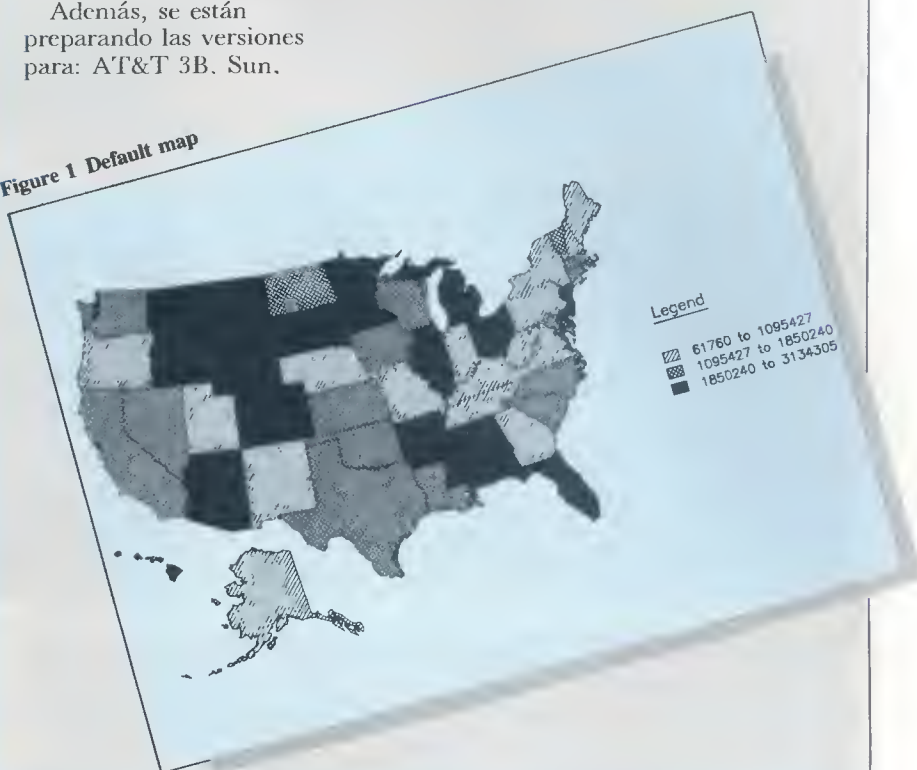 Además, se están
preparando las versiones
para: AT&T 3B. Sun.
Figure 1 Default map
Legend
61760 to 1095427
1095427 to 1850240
1850240 to 3134305